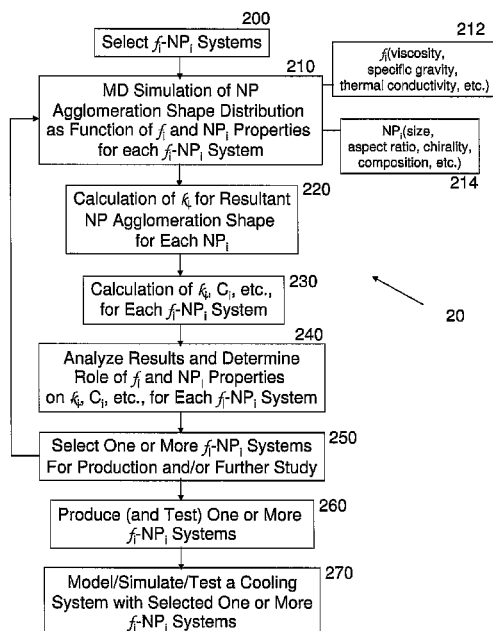 200
Select fi-NPi Systems
212
fi(viscosity,
specific gravity,
thermal conductivity, etc.)
210
MD Simulation of NP
Agglomeration Shape Distribution
as Function of fi and NPi Properties
for each fi-NPi System
NPi(size,
aspect ratio, chirality,
composition, etc.)
214
220
Calculation of ki for Resultant
NP Agglomeration Shape
for Each NPi
230
Calculation of kij, Ci, etc.,
for Each fi-NPi System
20
240
Analyze Results and Determine
Role of fi and NPi Properties
on kij, Ci, etc., for Each fi-NPi System
250
Select One or More fi-NPi Systems
For Production and/or Further Study
260
Produce (and Test) One or More
fi-NPi Systems
270
Model/Simulate/Test a Cooling
System with Selected One or More
fi-NPi Systems